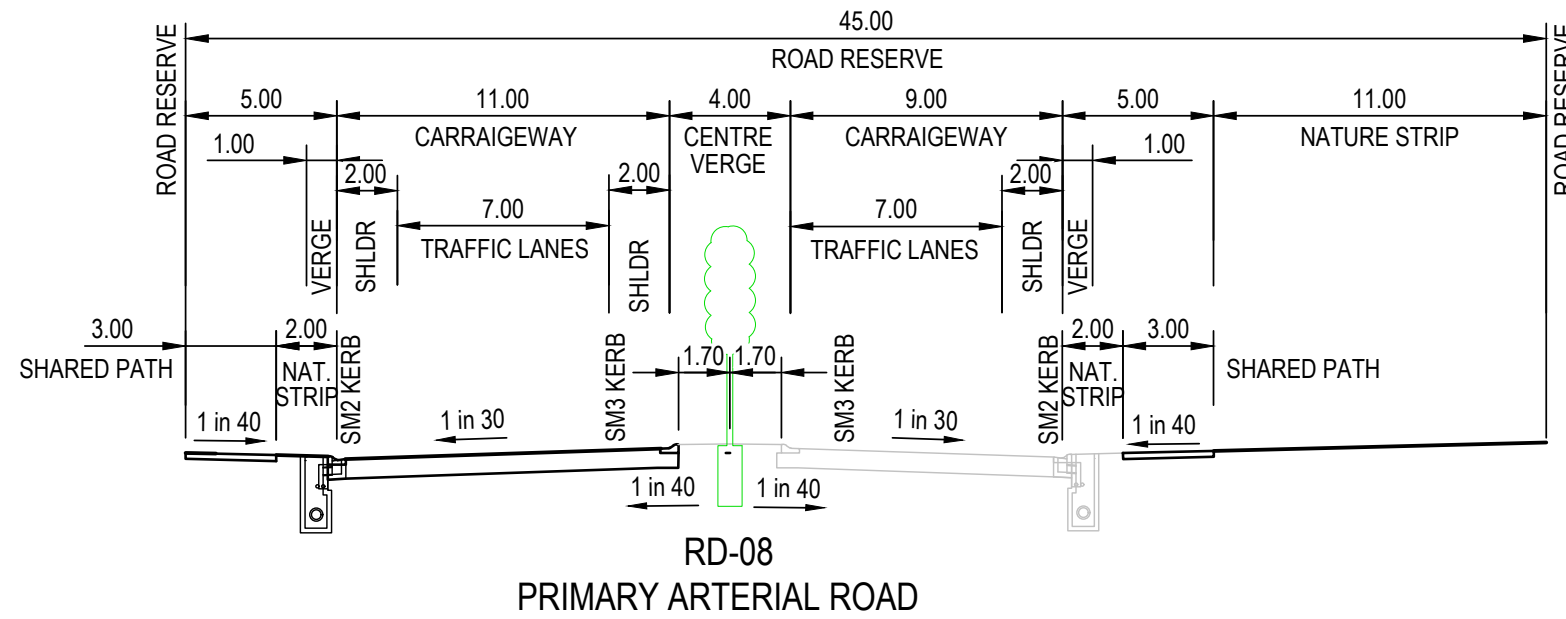 45.00
ROAD RESERVE
ROAD RESERVE
ROAD RESERVE
5.00
11.00
4.00
9.00
5.00
11.00
CARRAIGEWAY
CENTRE
VERGE
CARRAIGEWAY
NATURE STRIP
1.00
1.00
2.00
2.00
2.00
7.00
7.00
TRAFFIC LANES
TRAFFIC LANES
VERGE
SHLDR
SHLDR
SHLDR
VERGE
3.00
2.00
2.00
3.00
SHARED PATH
NAT.
STRIP
SM2 KERB
SM3 KERB
1.70
1.70
SM3 KERB
SM2 KERB
NAT.
STRIP
SHARED PATH
1 in 40
1 in 30
1 in 30
1 in 40
1 in 40
1 in 40
RD-08
PRIMARY ARTERIAL ROAD